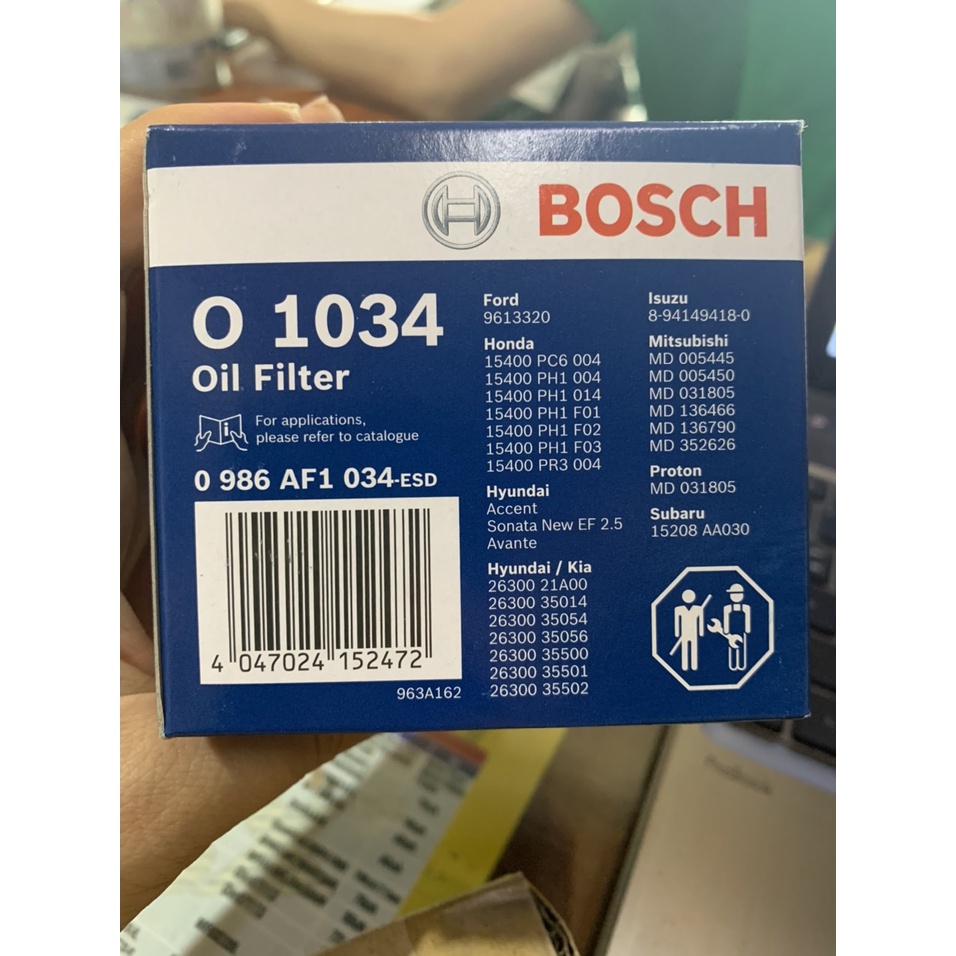 BOSCH
O 1034
Oil Filter
For applications,
please refer to catalogue
0 986 AF1 034-ESD
4 047024 152472
963A162
Ford
9613320
Honda
15400 PC6 004
15400 PH1 004
15400 PH1 014
15400 PH1 F01
15400 PH1 F02
15400 PH1 F03
15400 PR3 004
Hyundai
Accent
Sonata New EF 2.5
Avante
Hyundai / Kia
26300 21A00
26300 35014
26300 35054
26300 35056
26300 35500
26300 35501
26300 35502
Isuzu
8-94149418-0
Mitsubishi
MD 005445
MD 005450
MD 031805
MD 136466
MD 136790
MD 352626
Proton
MD 031805
Subaru
15208 AA030